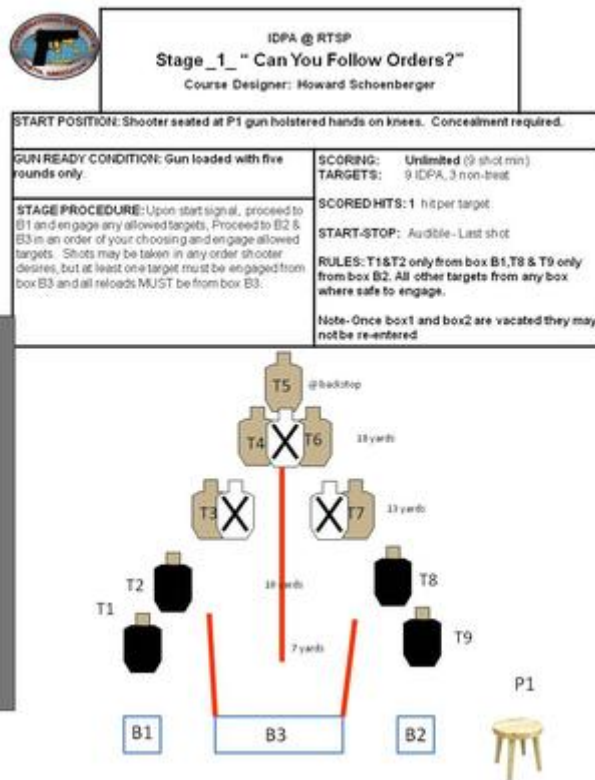 IDPA @ RTSP
Stage _1_ “ Can You Follow Orders?”
Course Designer: Howard Schoenberger
START POSITION: Shooter seated at P1 gun holstered hands on knees. Concealment required.
GUN READY CONDITION: Gun loaded with five
rounds only.
STAGE PROCEDURE: Upon start signal, proceed to
B1 and engage any allowed targets, Proceed to B2 &
B3 in an order of your choosing and engage allowed
targets. Shots may be taken in any order shooter
desires, but at least one target must be engaged from
box B3 and all reloads MUST be from box B3.
SCORING: Unlimited (9 shot min)
TARGETS: 9 IDPA, 3 non-treat
SCORED HITS: 1 hit per target
START-STOP: Audible - Last shot
RULES: T1&T2 only from box B1,T8 & T9 only
from box B2. All other targets from any box
where safe to engage.
Note-Once box1 and box2 are vacated they may
not be re-entered
T5 @backstop
T4 X T6
T3 X X T7 13 yards
T2 T8
10 yards
T1 T9
7 yards
P1
B1 B3 B2